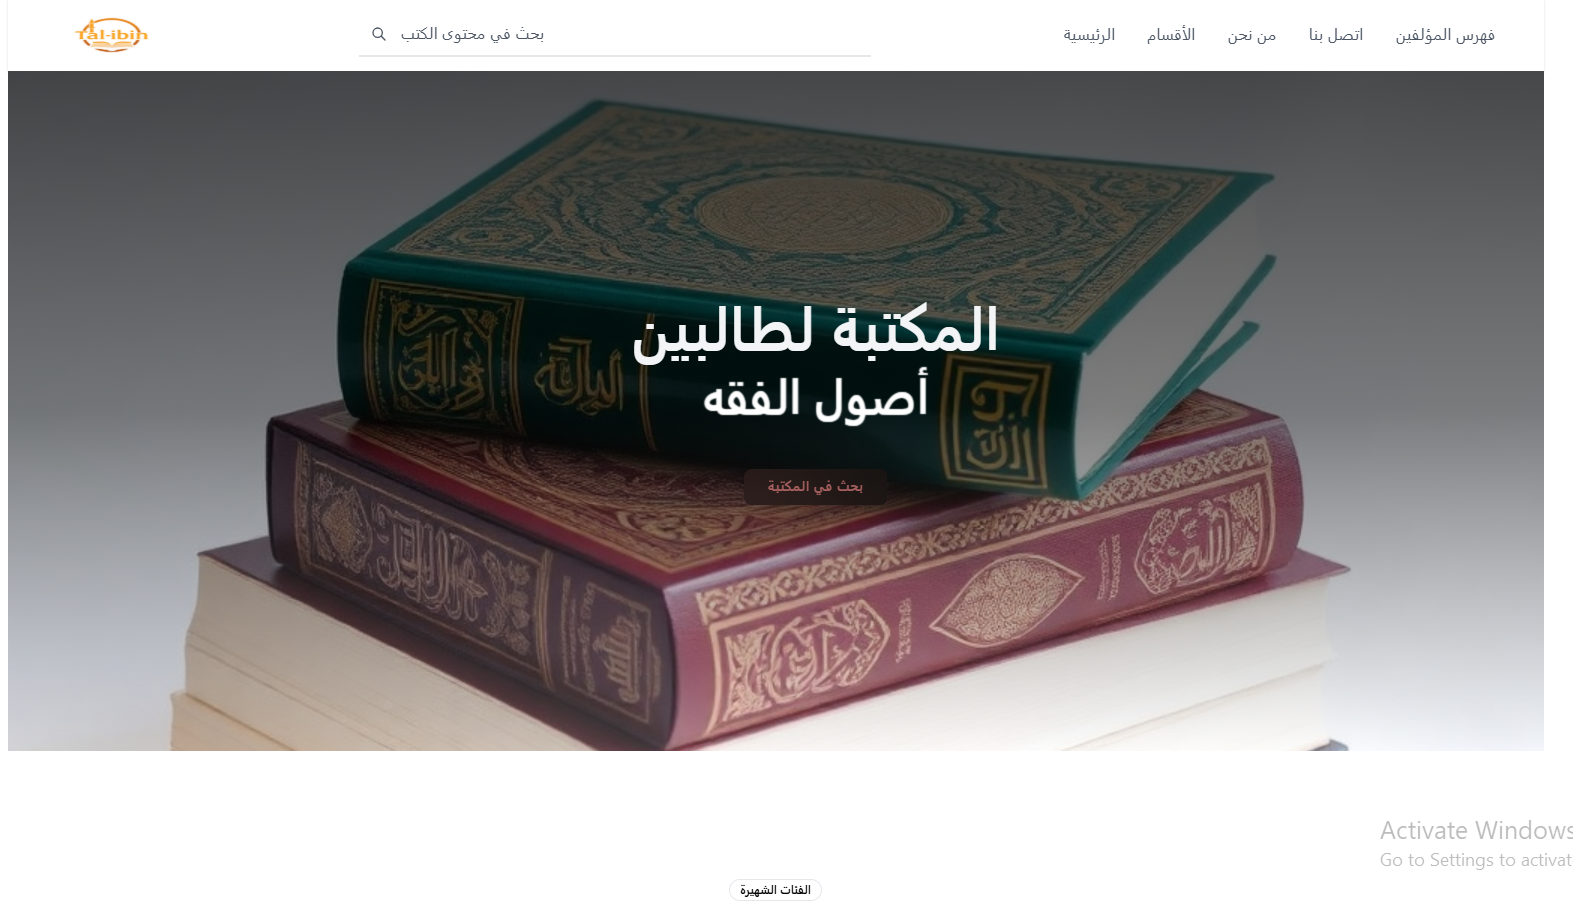 Tal-ibin
بحث في محتوى الكتب
الرئيسية
الأقسام
من نحن
اتصل بنا
فهرس المؤلفين
المكتبة لطالبين
أصول الفقه
بحث في المكتبة
Activate Windows
Go to Settings to activat
الفئات الشهيرة